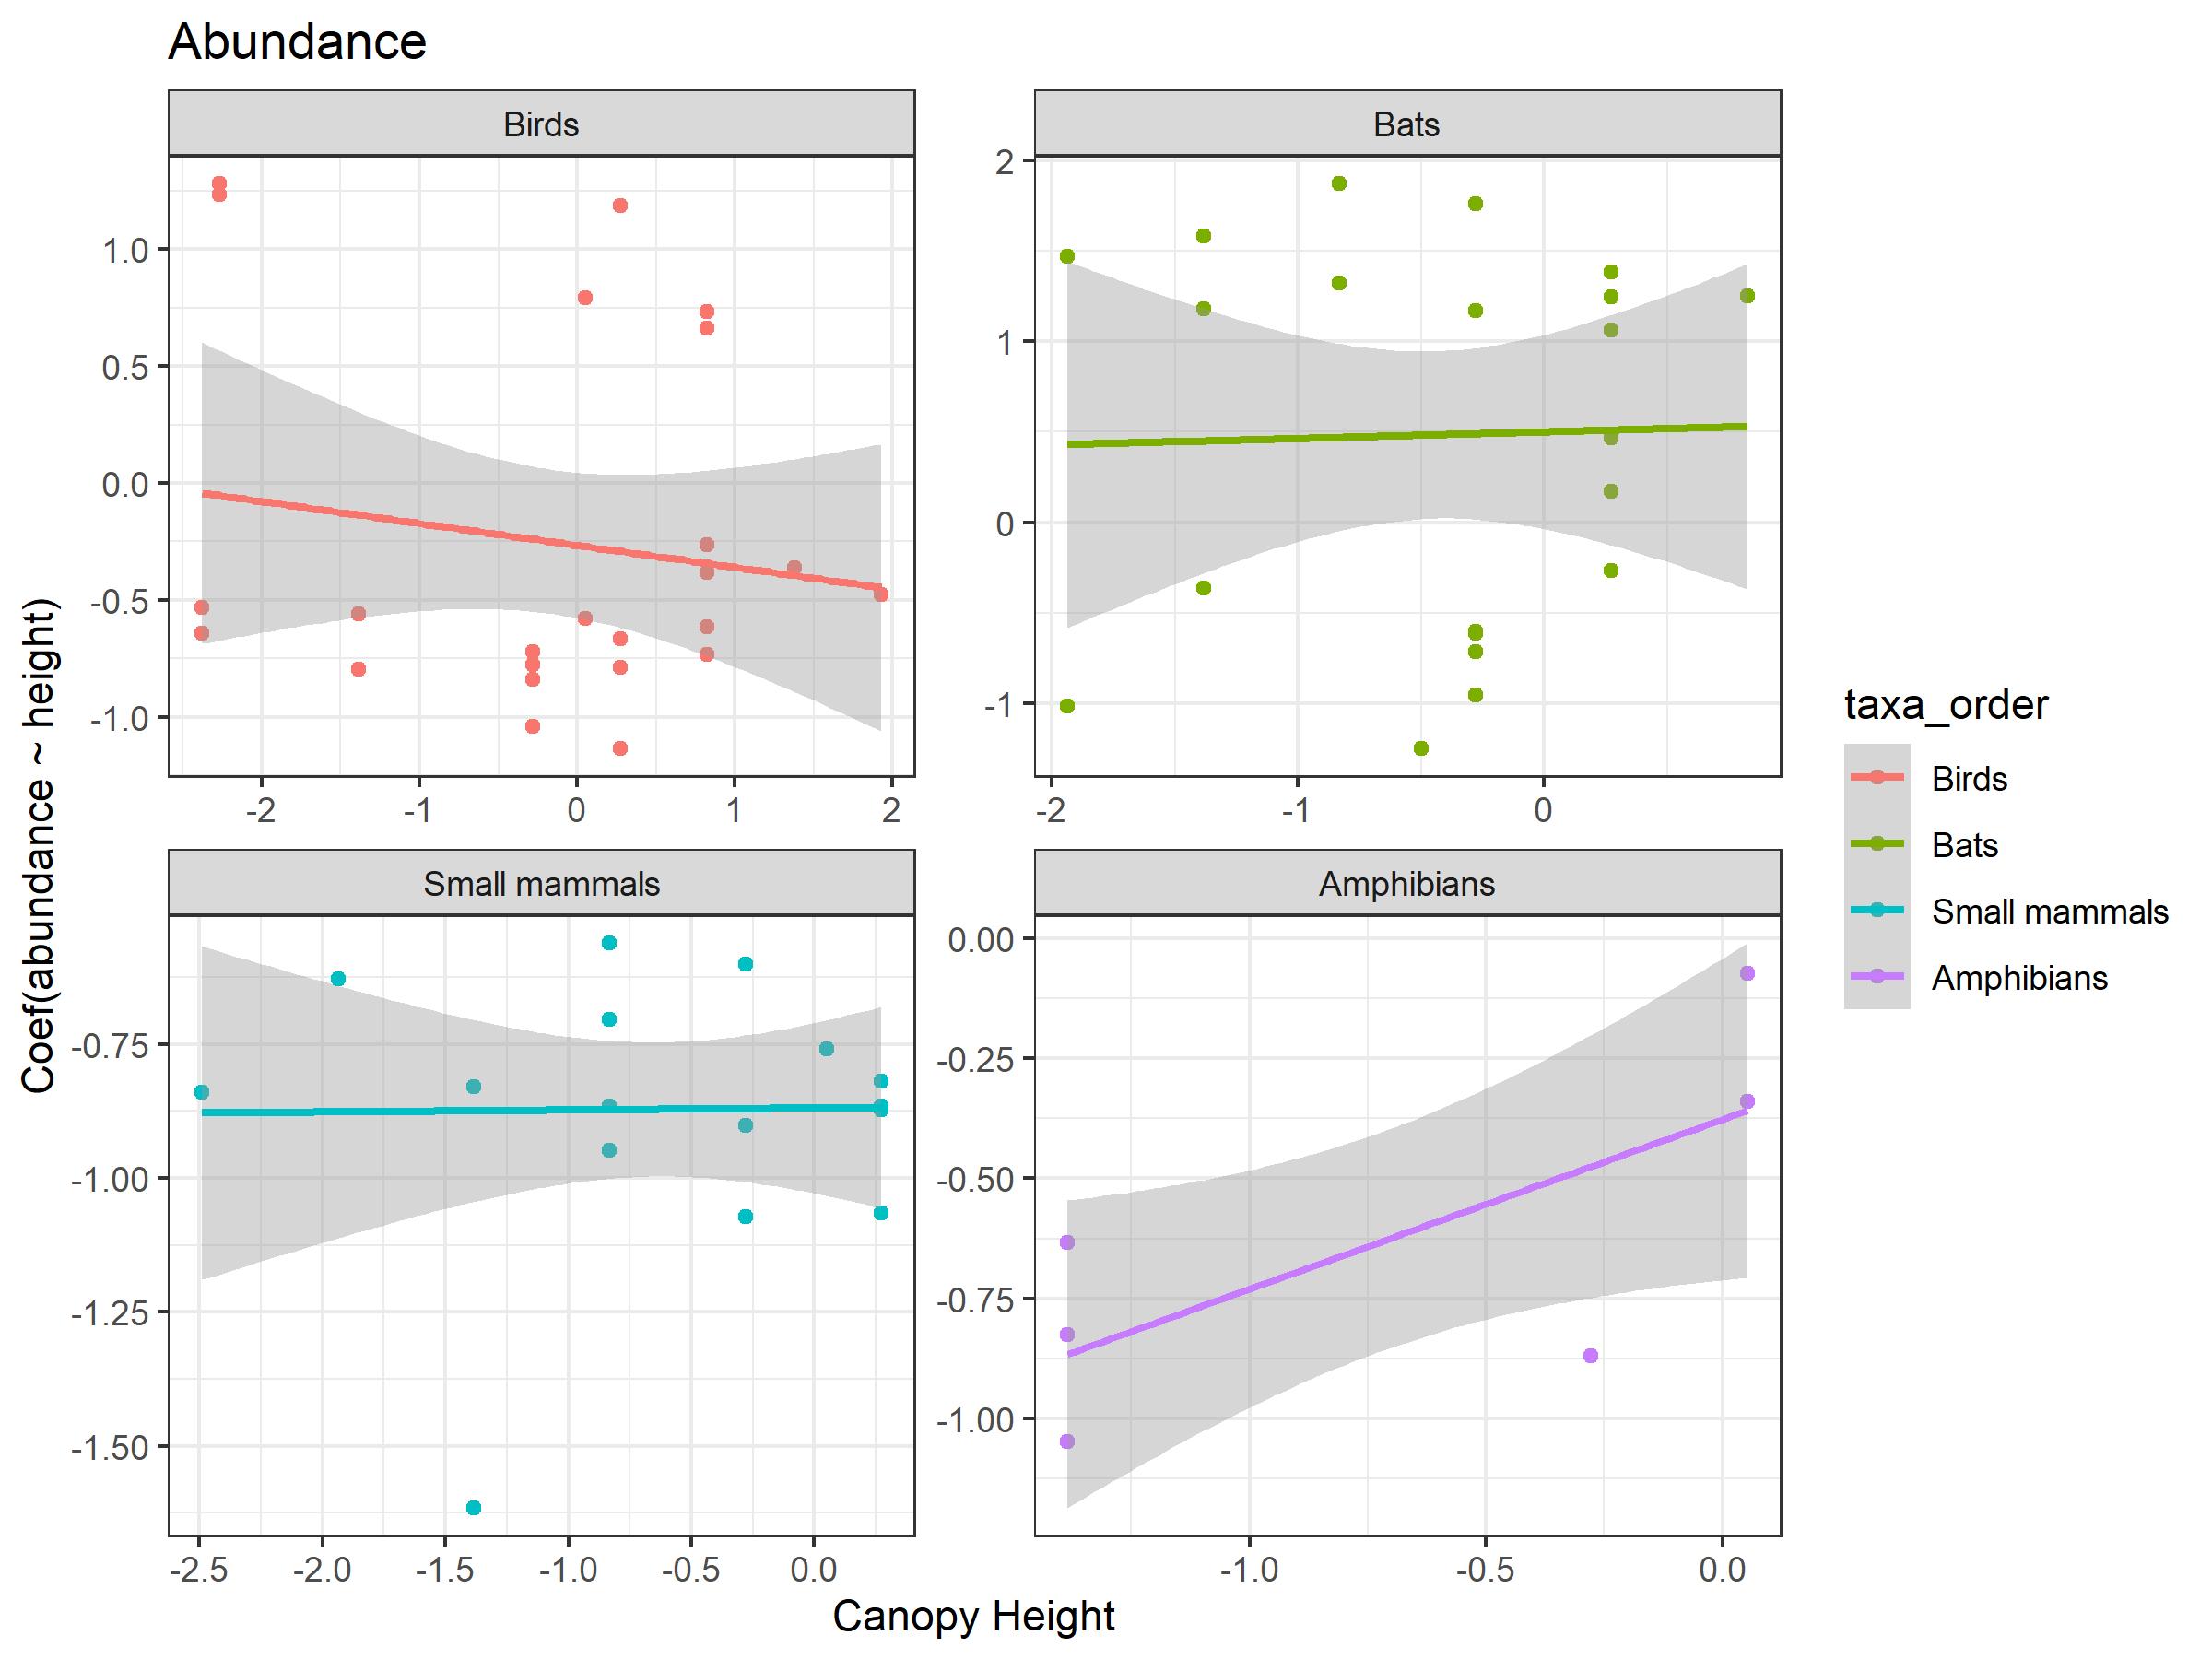 Abundance
Birds
Bats
1.0
0.5
0.0
-0.5
-1.0
-2
-1
0
1
2
2
1
0
-1
-2
-1
0
Small mammals
Amphibians
-0.75
-1.00
-1.25
-1.50
-2.5
-2.0
-1.5
-1.0
-0.5
0.0
0.00
-0.25
-0.50
-0.75
-1.00
-1.0
-0.5
0.0
Coef(abundance ~ height)
Canopy Height
taxa_order
Birds
Bats
Small mammals
Amphibians